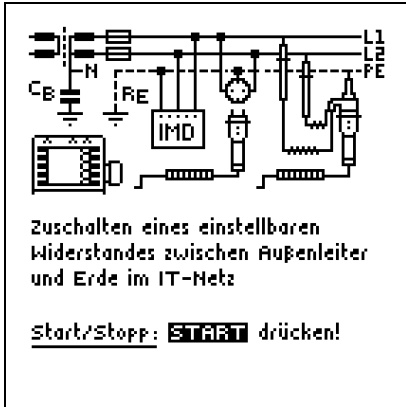 L1
L2
N
PE
CB
RE
IMD
Zuschalten eines einstellbaren
Widerstandes zwischen Außenleiter
und Erde im IT-Netz
Start/Stopp: START drücken!